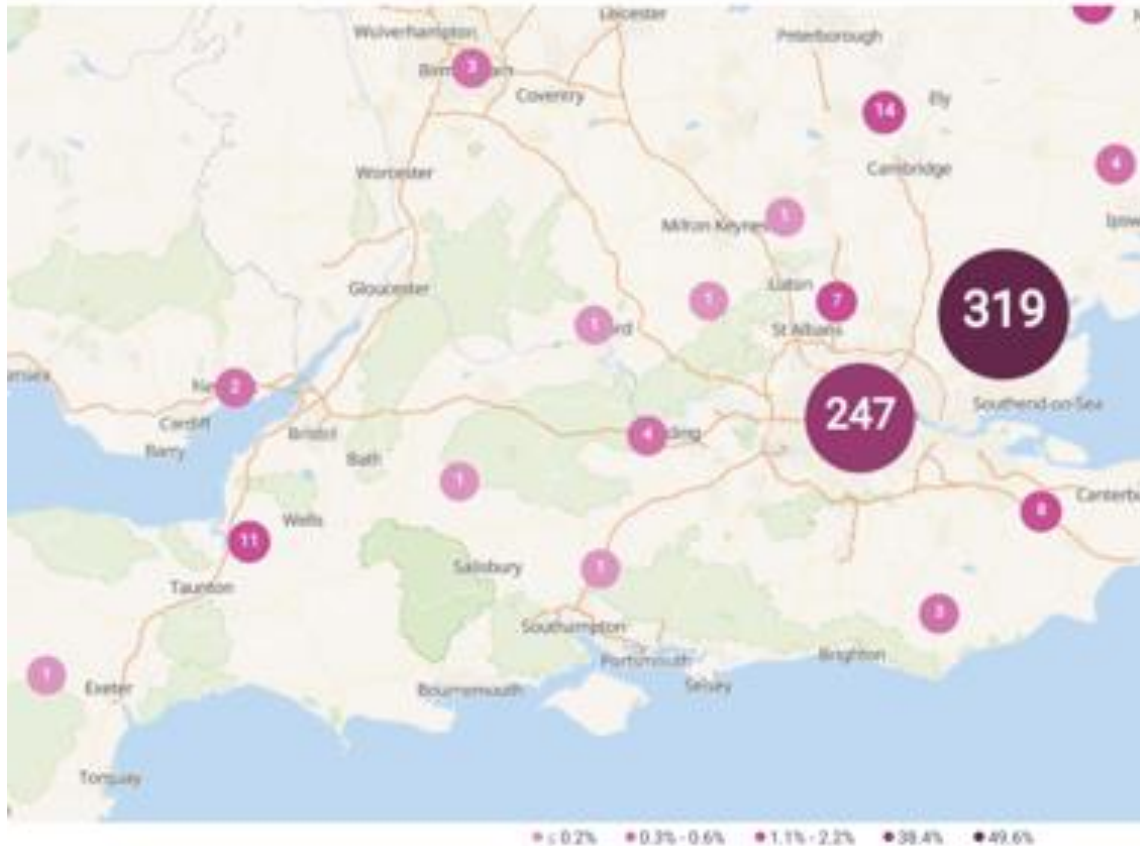 Leicester
Wolverhampton
Peterborough
3
Coventry
Ely
14
Worcester
Cambridge
4
1
Milton Keynes
Gloucester
Luton
1
7
319
1
St Albans
2
247
Southend-on-Sea
Cardiff
Bristol
4
Barry
Bath
1
8
Wells
11
Salisbury
1
Taunton
3
Southampton
Portsmouth
Brighton
1
Exeter
Bournemouth
Selsey
Torquay
≤ 0.2%
0.3% - 0.6%
1.1% - 2.2%
38.4%
49.6%